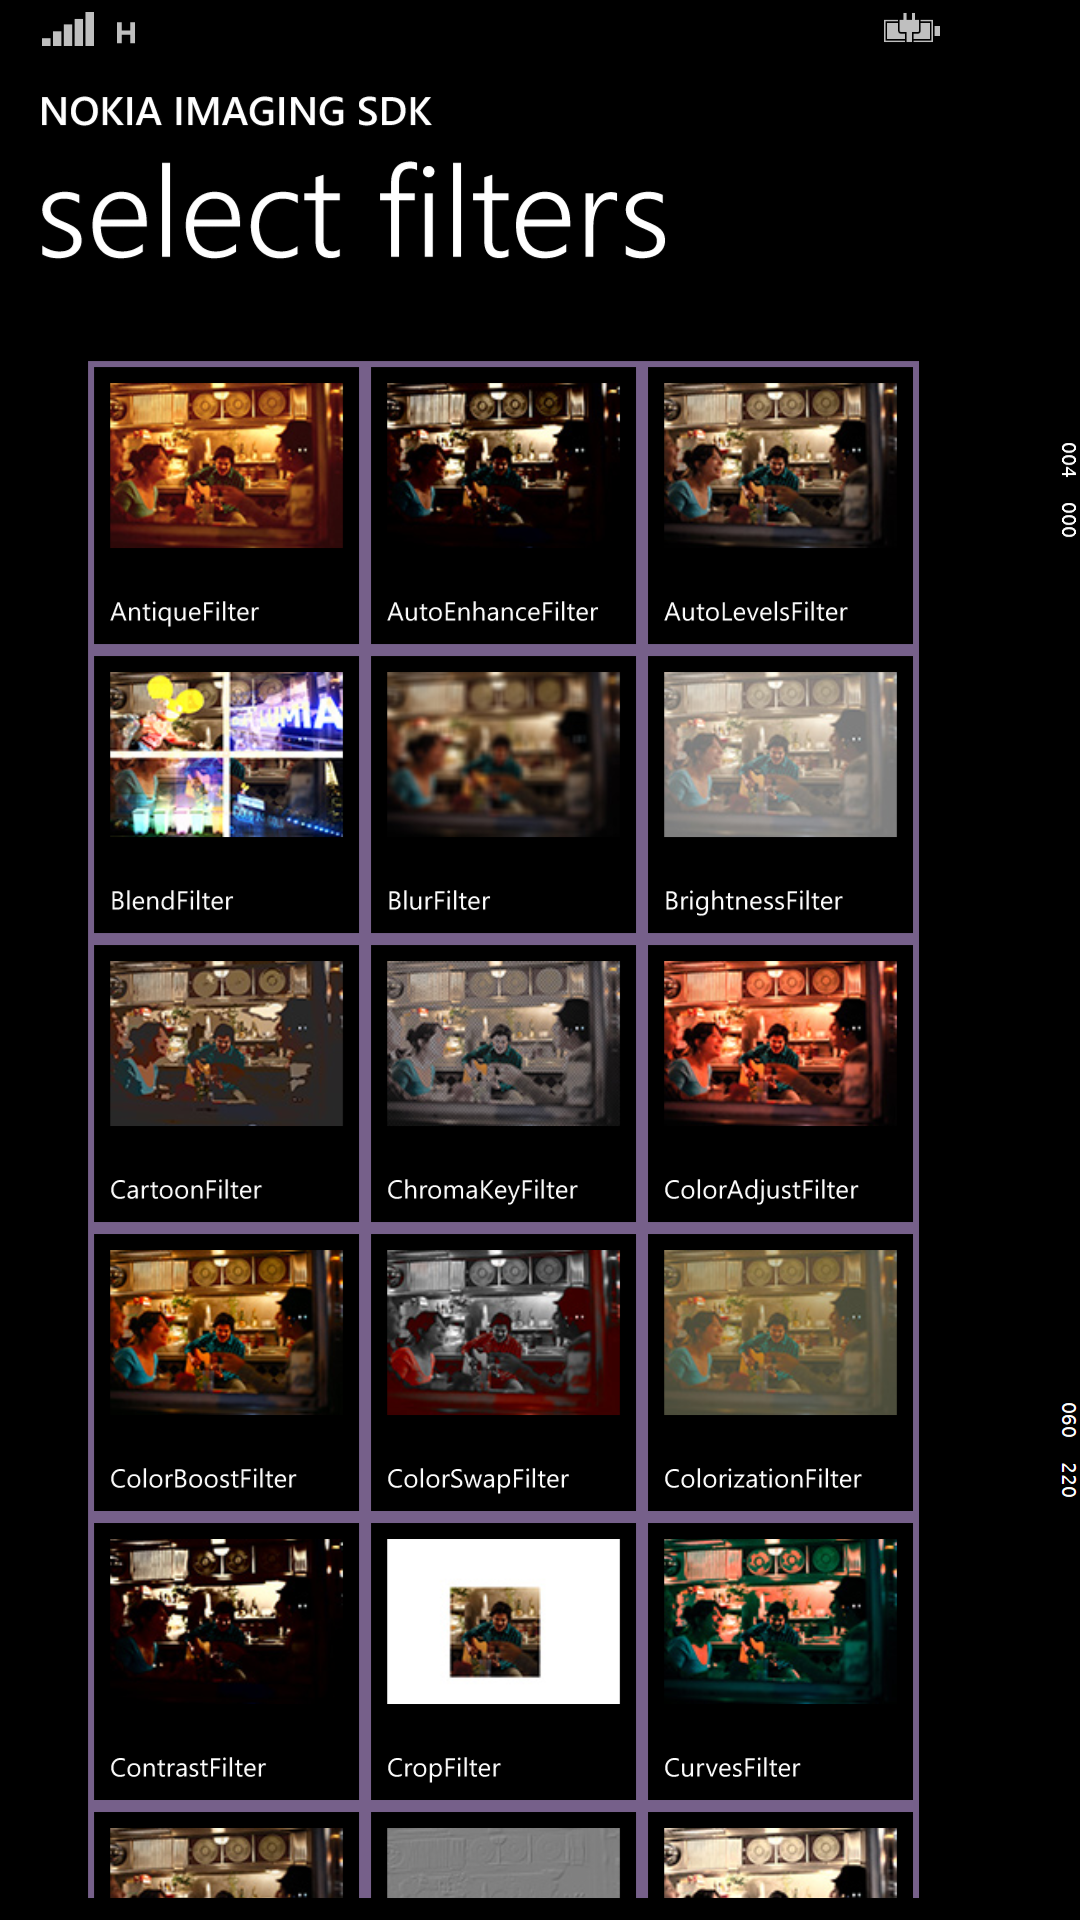 H
NOKIA IMAGING SDK
select filters
AntiqueFilter
AutoEnhanceFilter
AutoLevelsFilter
BlendFilter
BlurFilter
BrightnessFilter
CartoonFilter
ChromaKeyFilter
ColorAdjustFilter
ColorBoostFilter
ColorSwapFilter
ColorizationFilter
ContrastFilter
CropFilter
CurvesFilter
004 000
060 220